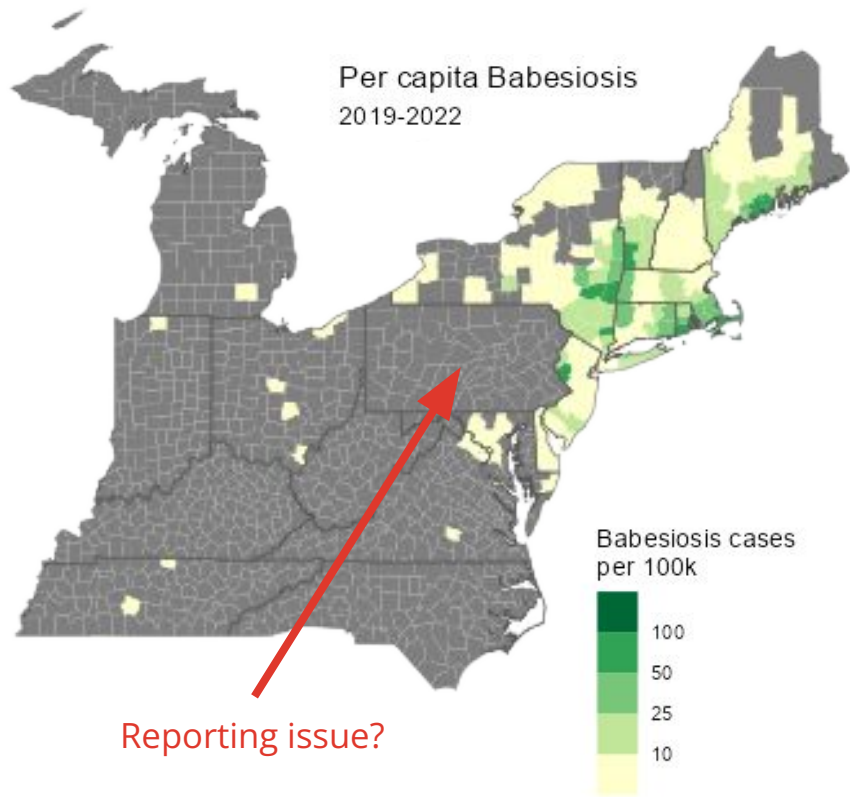 Per capita Babesiosis
2019-2022
Babesiosis cases
per 100k
100
50
25
10
Reporting issue?